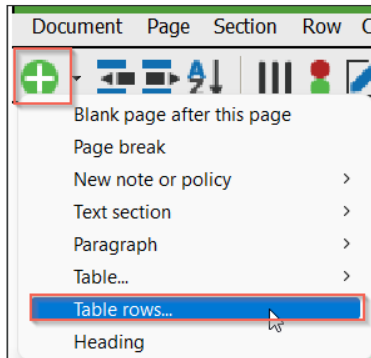 Document Page Section Row
Blank page after this page
Page break
New note or policy
Text section
Paragraph
Table...
Table rows...
Heading